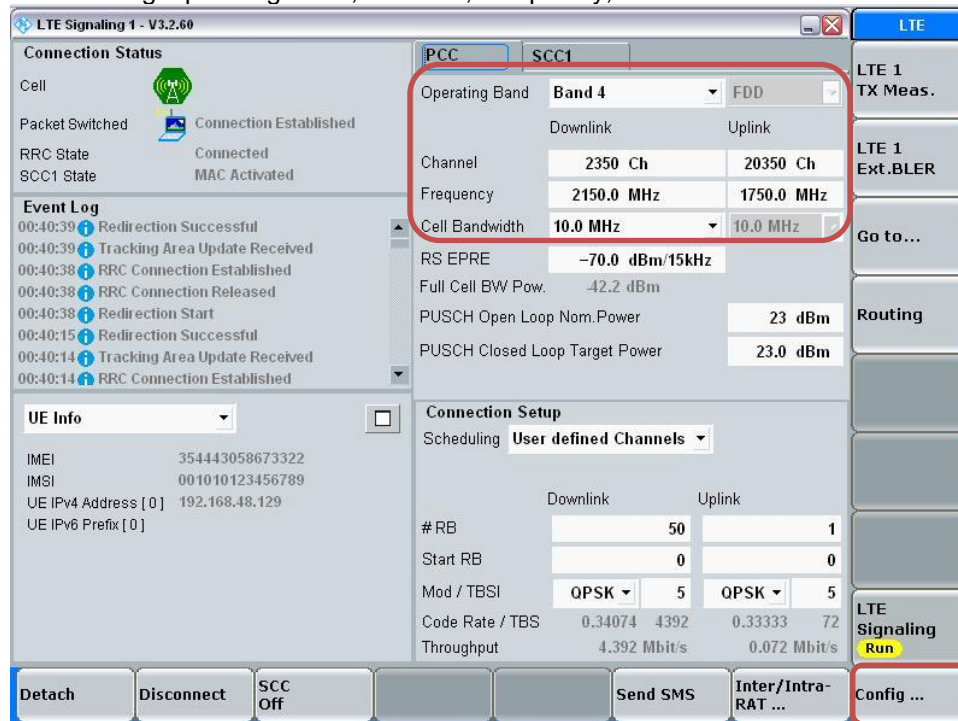 LTE Signaling 1 - V3.2.60
LTE
Connection Status
Cell
Packet Switched Connection Established
RRC State Connected
SCC1 State MAC Activated
Event Log
00:40:39 Redirection Successful
00:40:39 Tracking Area Update Received
00:40:38 RRC Connection Established
00:40:38 RRC Connection Released
00:40:38 Redirection Start
00:40:15 Redirection Successful
00:40:14 Tracking Area Update Received
00:40:14 RRC Connection Established
UE Info
IMEI 354443058673322
IMSI 001010123456789
UE IPv4 Address [ 0 ] 192.168.48.129
UE IPv6 Prefix [ 0 ]
PCC SCC1
Operating Band Band 4 FDD
Downlink Uplink
Channel 2350 Ch 20350 Ch
Frequency 2150.0 MHz 1750.0 MHz
Cell Bandwidth 10.0 MHz 10.0 MHz
RS EPRE -70.0 dBm/15kHz
Full Cell BW Pow. -42.2 dBm
PUSCH Open Loop Nom.Power 23 dBm
PUSCH Closed Loop Target Power 23.0 dBm
Connection Setup
Scheduling User defined Channels
Downlink Uplink
# RB 50 1
Start RB 0 0
Mod / TBSI QPSK 5 QPSK 5
Code Rate / TBS 0.34074 4392 0.33333 72
Throughput 4.392 Mbit/s 0.072 Mbit/s
LTE 1
TX Meas.
LTE 1
Ext.BLER
Go to...
Routing
LTE
Signaling
Run
Detach
Disconnect
SCC
Off
Send SMS
Inter/Intra-
RAT ...
Config ...